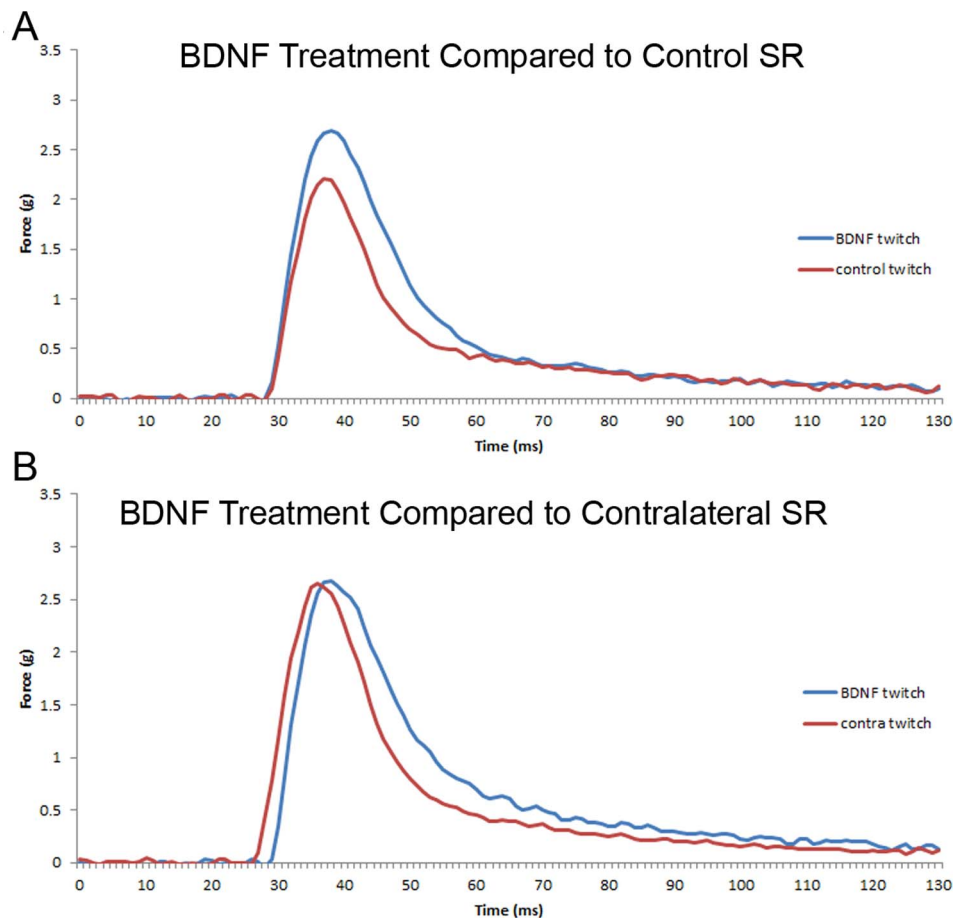 A
BDNF Treatment Compared to Control SR
3.5
3
2.5
2
1.5
1
0.5
0
Force (g)
BDNF twitch
control twitch
0 10 20 30 40 50 60 70 80 90 100 110 120 130
Time (ms)
B
BDNF Treatment Compared to Contralateral SR
3.5
3
2.5
2
1.5
1
0.5
0
Force (g)
BDNF twitch
contra twitch
0 10 20 30 40 50 60 70 80 90 100 110 120 130
Time (ms)